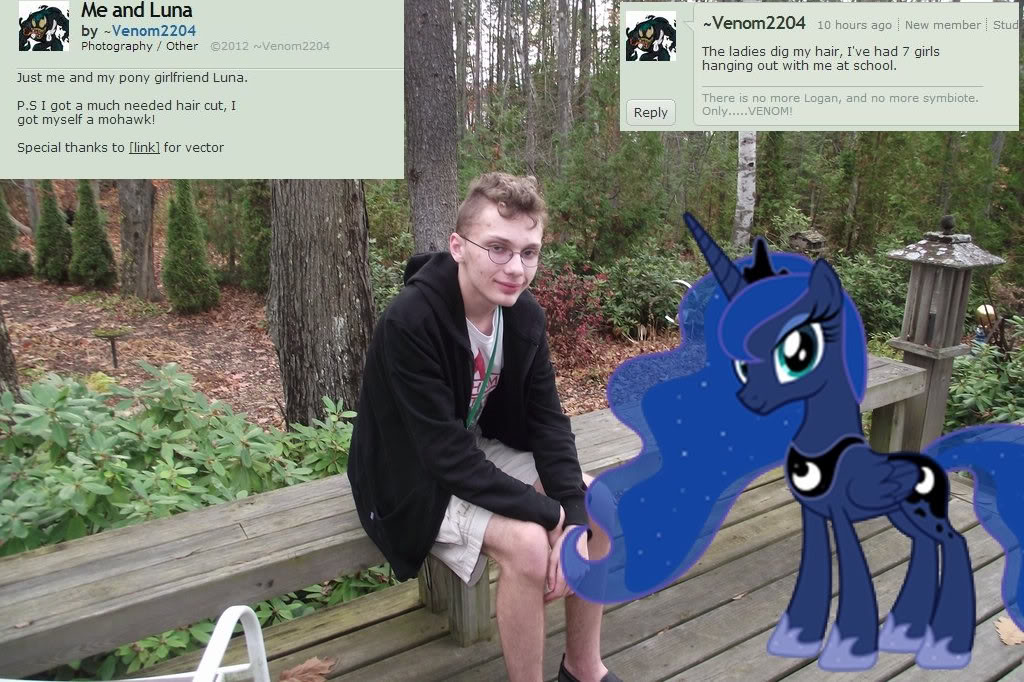 Me and Luna
by ~Venom2204
Photography / Other ©2012 ~Venom2204
Just me and my pony girlfriend Luna.
P.S I got a much needed hair cut, I
got myself a mohawk!
Special thanks to [link] for vector
~Venom2204 10 hours ago New member Stud
The ladies dig my hair, I've had 7 girls
hanging out with me at school.
There is no more Logan, and no more symbiote.
Only.....VENOM!
Reply